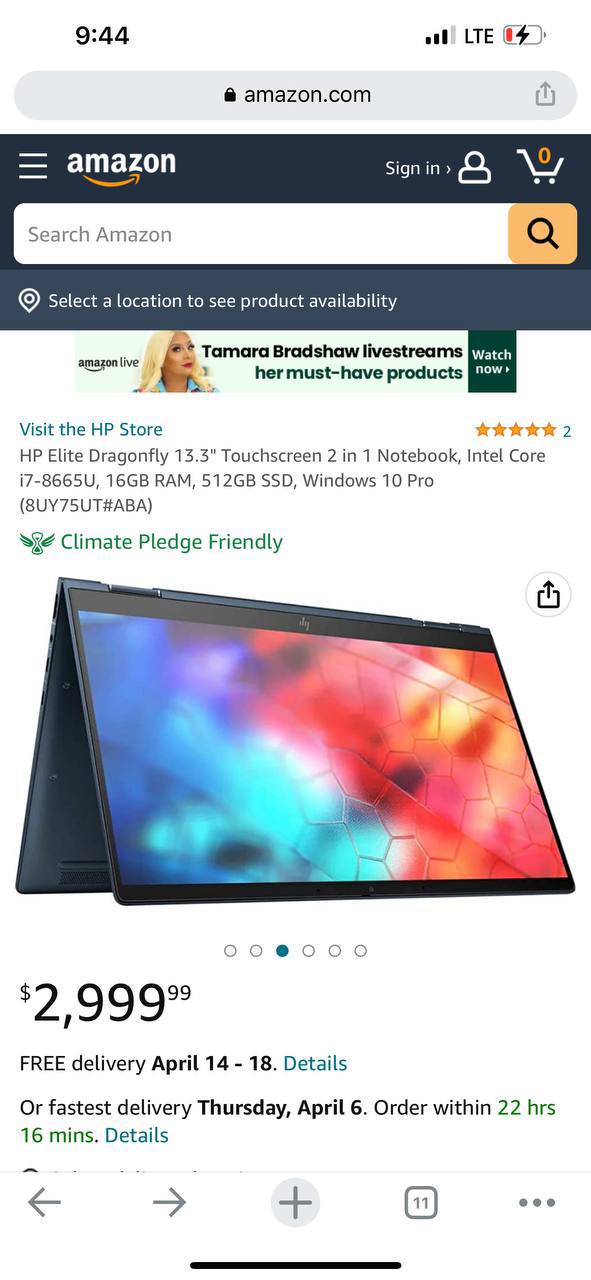 9:44
LTE
amazon.com
amazon
Sign in ›
0
Search Amazon
Select a location to see product availability
amazon live
Tamara Bradshaw livestreams
her must-have products
Watch
now
Visit the HP Store
2
HP Elite Dragonfly 13.3" Touchscreen 2 in 1 Notebook, Intel Core
i7-8665U, 16GB RAM, 512GB SSD, Windows 10 Pro
(8UY75UT#ABA)
Climate Pledge Friendly
hp
$2,999.99
FREE delivery April 14 - 18. Details
Or fastest delivery Thursday, April 6. Order within 22 hrs
16 mins. Details
11